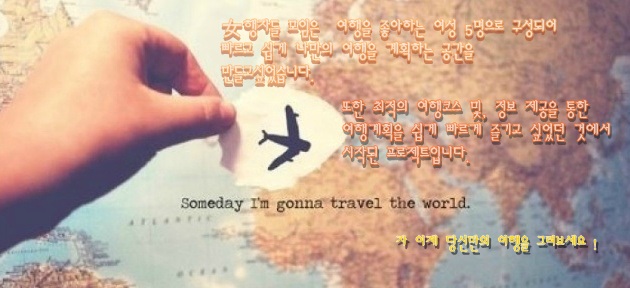 女행자들 모임은 여행을 좋아하는 여성 5명으로 구성되어
빠르고 쉽게 나만의 여행을 계획하는 공간을
만들고싶었습니다.
또한 최적의 여행코스 및, 정보 제공을 통한
여행계획을 쉽게 빠르게 즐기고 싶었던 것에서
시작된 프로젝트입니다.
Someday I'm gonna travel the world.
ATLANTIC
OCEAN
자 이제 당신만의 여행을 그려보세요 !